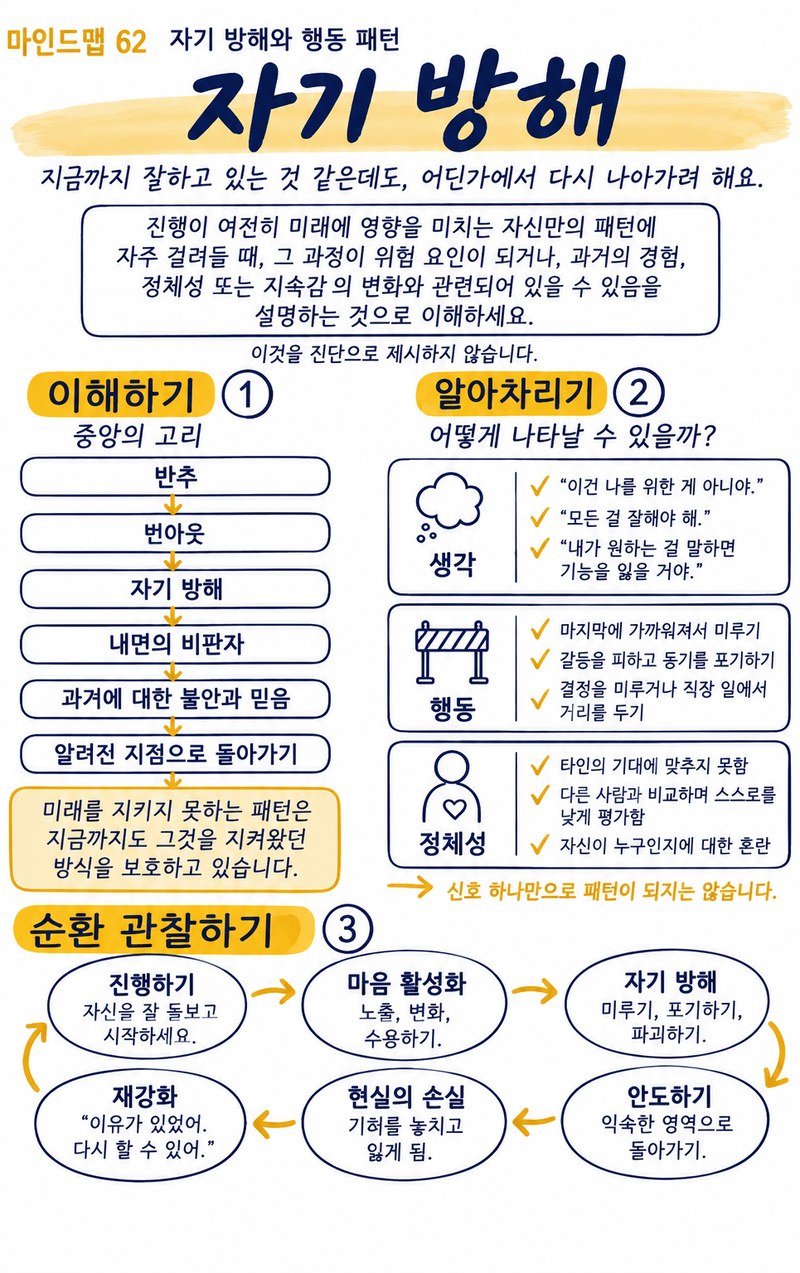 마인드맵 62 자기 방해와 행동 패턴
자기 방해
지금까지 잘하고 있는 것 같은데도, 어딘가에서 다시 나아가려 해요.
진행이 여전히 미래에 영향을 미치는 자신만의 패턴에
자주 걸려들 때, 그 과정이 위험 요인이 되거나, 과거의 경험,
정체성 또는 지속감의 변화와 관련되어 있을 수 있음을
설명하는 것으로 이해하세요.
이것을 진단으로 제시하지 않습니다.
이해하기 1
중앙의 고리
반추
번아웃
자기 방해
내면의 비판자
과겨에 대한 불안과 믿음
알려전 지점으로 돌아가기
미래를 지키지 못하는 패턴은
지금까지도 그것을 지켜왔던
방식을 보호하고 있습니다.
알아차리기 2
어떻게 나타날 수 있을까?
생각
✓ “이건 나를 위한 게 아니야.”
✓ “모든 걸 잘해야 해.”
✓ “내가 원하는 걸 말하면
기능을 잃을 거야.”
행동
✓ 마지막에 가까워져서 미루기
✓ 갈등을 피하고 동기를 포기하기
✓ 결정을 미루거나 직장 일에서
거리를 두기
정체성
✓ 타인의 기대에 맞추지 못함
✓ 다른 사람과 비교하며 스스로를
낮게 평가함
✓ 자신이 누구인지에 대한 혼란
→ 신호 하나만으로 패턴이 되지는 않습니다.
순환 관찰하기 3
진행하기
자신을 잘 돌보고
시작하세요.
마음 활성화
노출, 변화,
수용하기.
자기 방해
미루기, 포기하기,
파괴하기.
안도하기
익속한 영역으로
돌아가기.
현실의 손실
기허를 놓치고
잃게 됨.
재강화
“이유가 있었어.
다시 할 수 있어.”